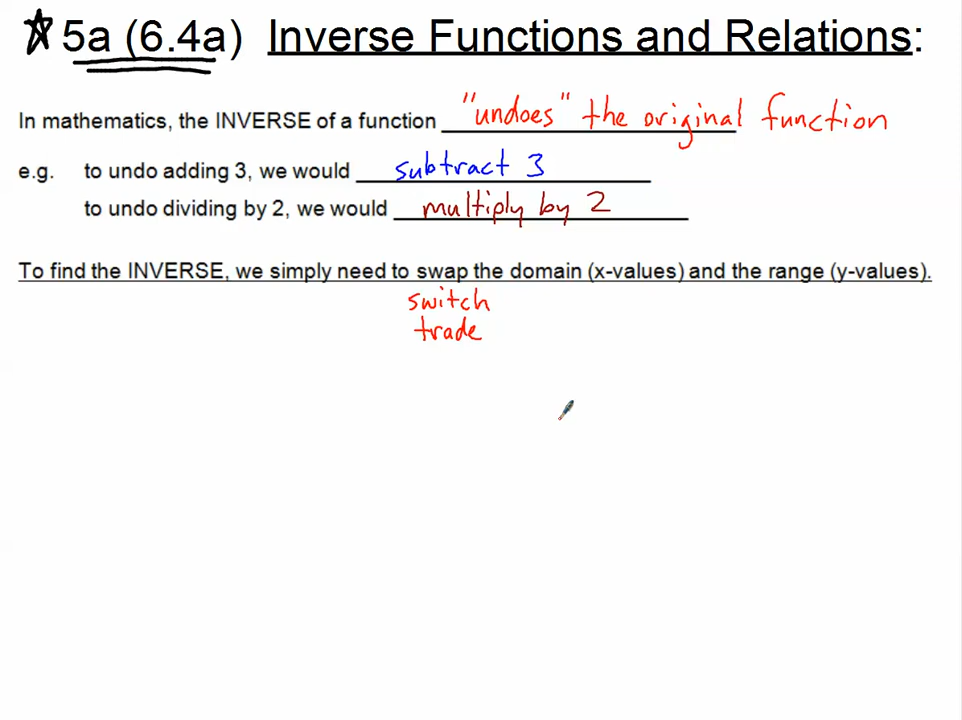 5a (6.4a) Inverse Functions and Relations:
In mathematics, the INVERSE of a function "undoes" the original function
e.g. to undo adding 3, we would subtract 3
to undo dividing by 2, we would multiply by 2
To find the INVERSE, we simply need to swap the domain (x-values) and the range (y-values).
switch
trade